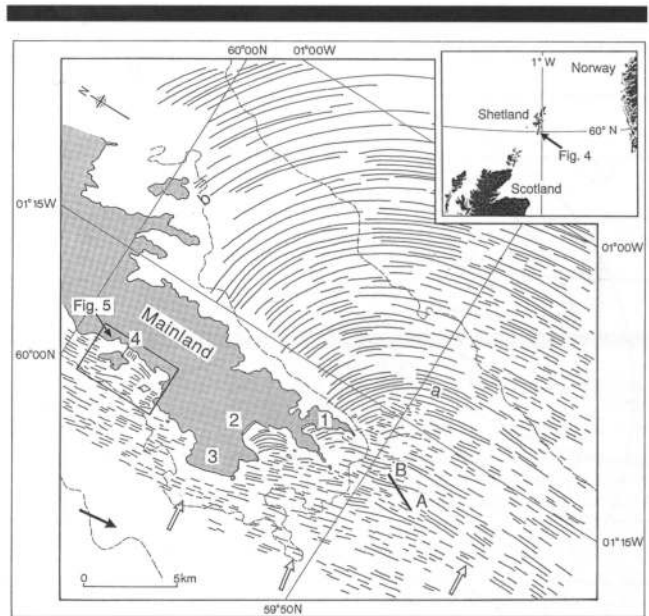 60°00N 01°00W
1° W
Norway
Shetland
60° N
Fig. 4
Scotland
N
01°15W
b
01°00W
Fig. 5
4
Mainland
60°00N
a
1
2
3
B
A
01°15W
0 5km
59°50N